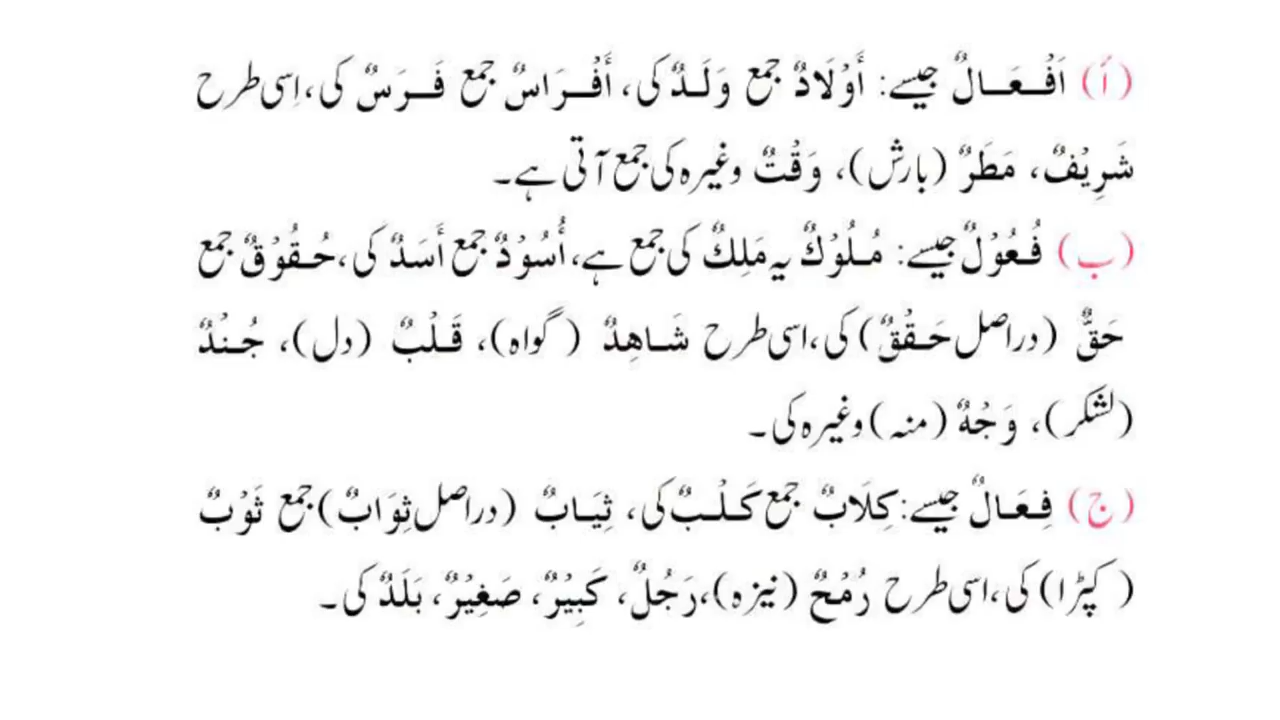 (أ) اَفْعَالٌ جیسے: أَوْلَادٌ جمع وَلَدٌ کی، أَفْرَاسٌ جمع فَرَسٌ کی، اِسی طرح
شَرِیْفٌ، مَطَرٌ (بارش)، وَقْتٌ وغیرہ کی جمع آتی ہے۔
(ب) فُعُوْلٌ جیسے: مُلُوْكٌ یہ مَلِكٌ کی جمع ہے، أُسُوْدٌ جمع أَسَدٌ کی، حُقُوْقٌ جمع
حَقٌّ (دراصل حَقْقٌ) کی، اسی طرح شَاهِدٌ (گواہ)، قَلْبٌ (دل)، جُنْدٌ
(لشکر)، وَجْهٌ (منہ) وغیرہ کی۔
(ج) فِعَالٌ جیسے: كِلَابٌ جمع كَلْبٌ کی، ثِیَابٌ (دراصل ثِوَابٌ) جمع ثَوْبٌ
(کپڑا) کی، اسی طرح رُمْحٌ (نیزہ)، رَجُلٌ، كَبِیْرٌ، صَغِیْرٌ، بَلَدٌ کی۔